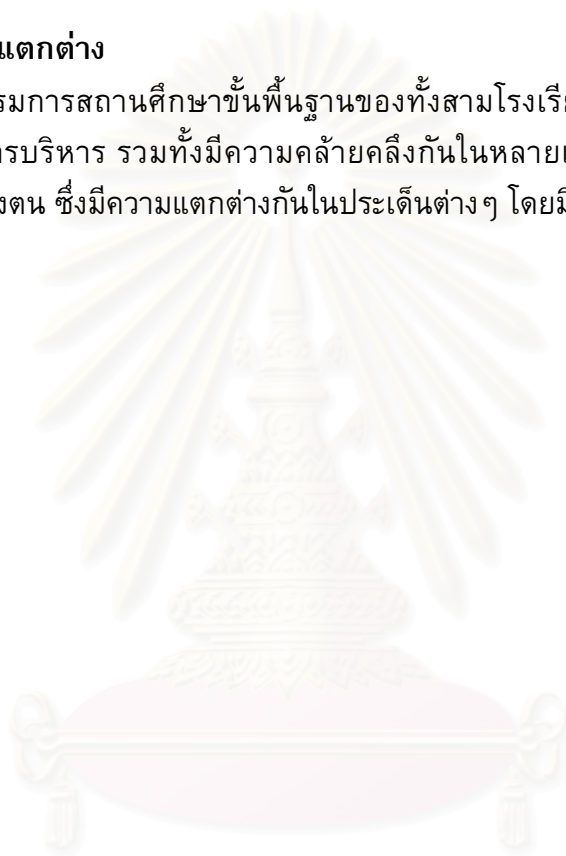 แตกต่าง
รมการสถานศึกษาขั้นพื้นฐานของทั้งสามโรงเรีย
ารบริหาร รวมทั้งมีความคล้ายคลึงกันในหลายเ
งตน ซึ่งมีความแตกต่างกันในประเด็นต่างๆ โดยมี